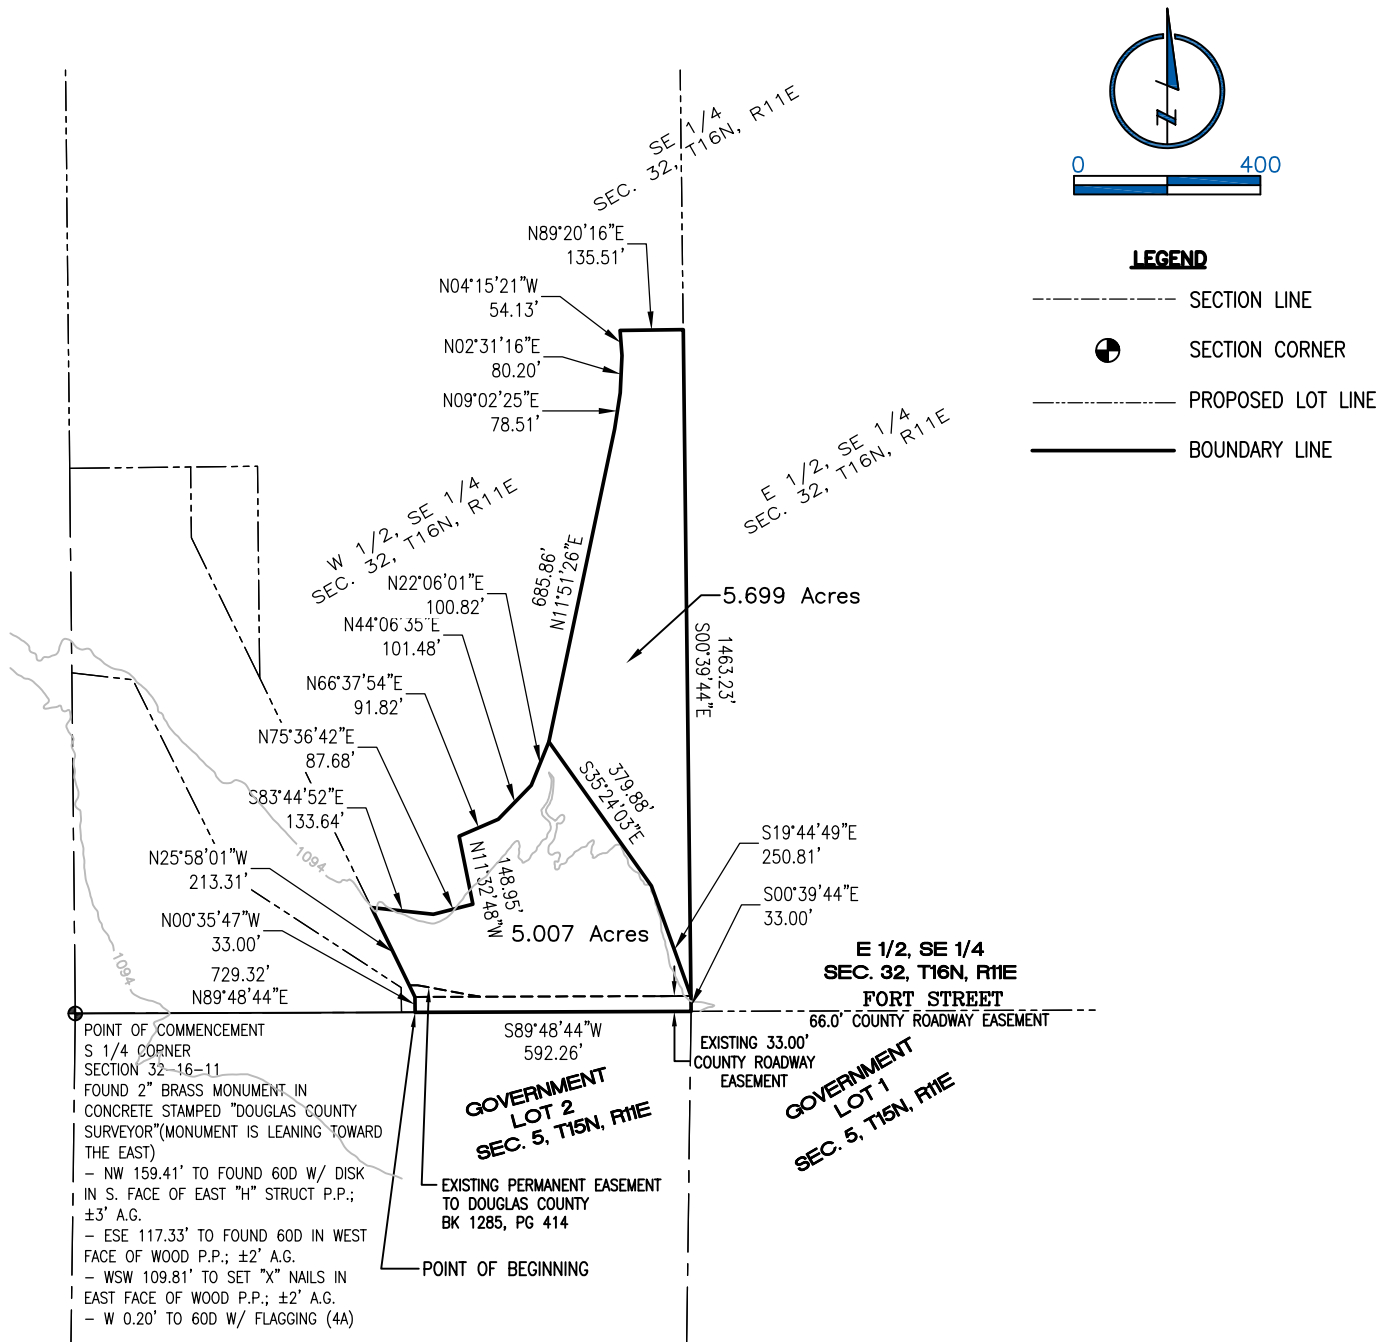 N
0 400
LEGEND
SECTION LINE
SECTION CORNER
PROPOSED LOT LINE
BOUNDARY LINE
SE 1/4
SEC. 32, T16N, R11E
N89°20'16"E
135.51'
N04°15'21"W
54.13'
N02°31'16"E
80.20'
N09°02'25"E
78.51'
E 1/2, SE 1/4
SEC. 32, T16N, R11E
W 1/2, SE 1/4
SEC. 32, T16N, R11E
685.86'
N11°51'26"E
N22°06'01"E
100.82'
5.699 Acres
N44°06'35"E
101.48'
1463.23'
S00°39'44"E
N66°37'54"E
91.82'
N75°36'42"E
87.68'
379.88'
S35°24'03"E
S83°44'52"E
133.64'
S19°44'49"E
250.81'
1094
N25°58'01"W
213.31'
148.95'
N11°32'48"W
S00°39'44"E
33.00'
N00°35'47"W
33.00'
5.007 Acres
1094
729.32'
N89°48'44"E
E 1/2, SE 1/4
SEC. 32, T16N, R11E
FORT STREET
66.0' COUNTY ROADWAY EASEMENT
POINT OF COMMENCEMENT
S 1/4 CORNER
SECTION 32-16-11
FOUND 2" BRASS MONUMENT IN
CONCRETE STAMPED "DOUGLAS COUNTY
SURVEYOR"(MONUMENT IS LEANING TOWARD
THE EAST)
- NW 159.41' TO FOUND 60D W/ DISK
IN S. FACE OF EAST "H" STRUCT P.P.;
±3' A.G.
- ESE 117.33' TO FOUND 60D IN WEST
FACE OF WOOD P.P.; ±2' A.G.
- WSW 109.81' TO SET "X" NAILS IN
EAST FACE OF WOOD P.P.; ±2' A.G.
- W 0.20' TO 60D W/ FLAGGING (4A)
S89°48'44"W
592.26'
EXISTING 33.00'
COUNTY ROADWAY
EASEMENT
GOVERNMENT
LOT 2
SEC. 5, T15N, R11E
GOVERNMENT
LOT 1
SEC. 5, T15N, R11E
EXISTING PERMANENT EASEMENT
TO DOUGLAS COUNTY
BK 1285, PG 414
POINT OF BEGINNING